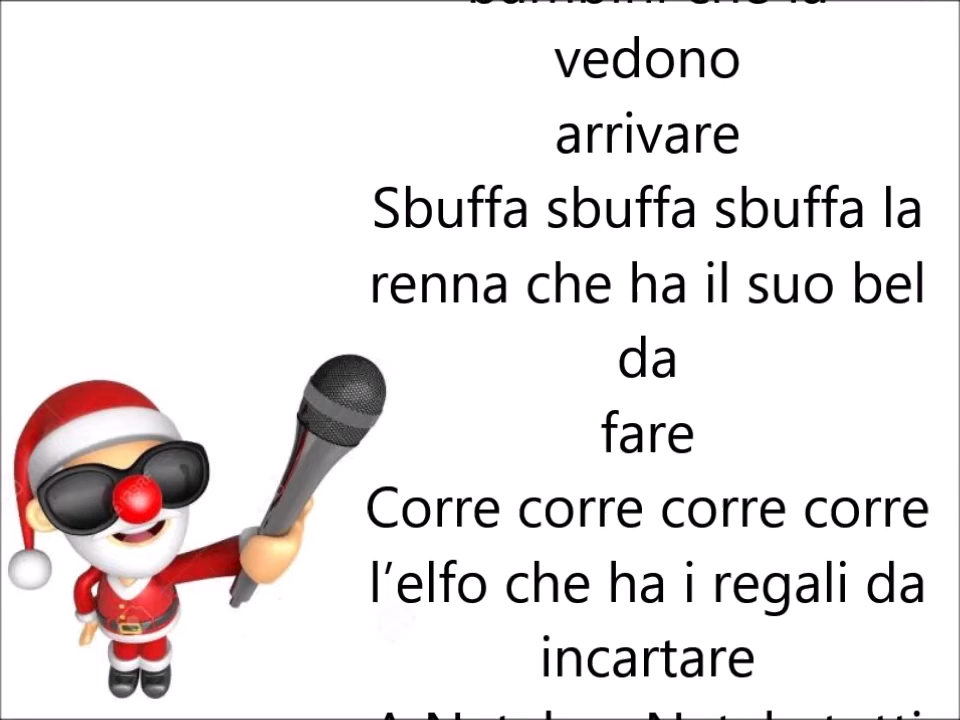 vedono
arrivare
Sbuffa sbuffa sbuffa la
renna che ha il suo bel
da
fare
Corre corre corre corre
l’elfo che ha i regali da
incartare